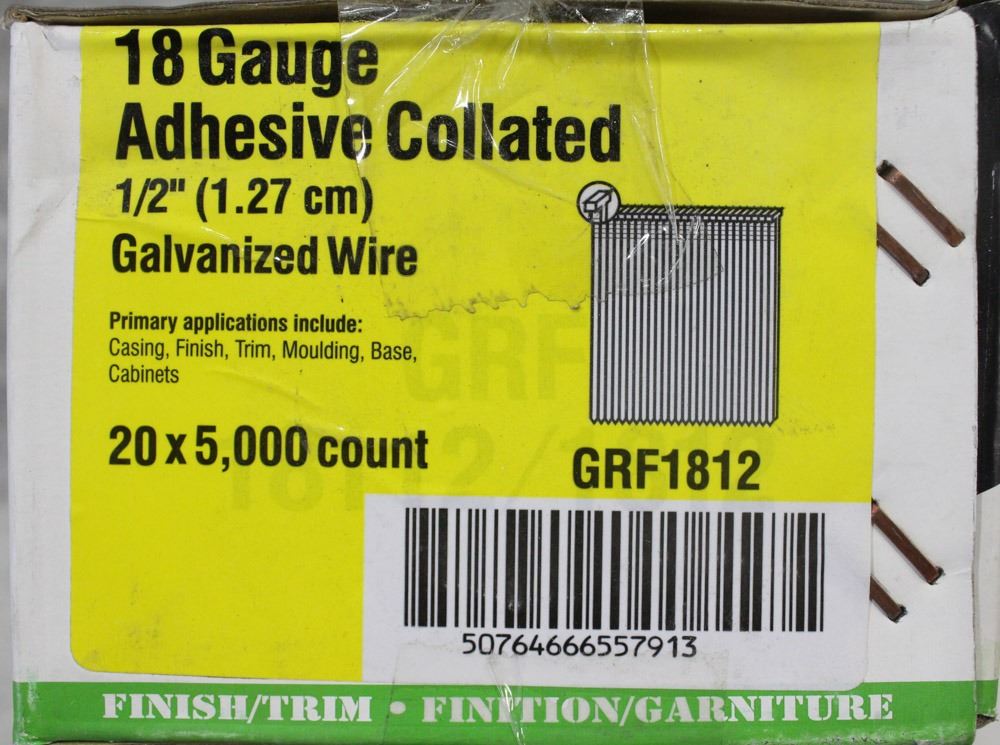 18 Gauge
Adhesive Collated
1/2" (1.27 cm)
Galvanized Wire
Primary applications include:
Casing, Finish, Trim, Moulding, Base,
Cabinets
20 x 5,000 count
GRF1812
50764666557913
FINISH/TRIM • FINITION/GARNITURE